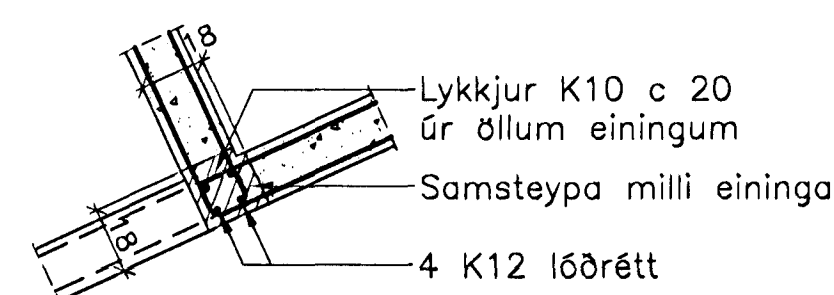 18
Lykkjur K10 c 20
úr öllum einingum
Samsteypa milli eininga
18
4 K12 lóðrétt